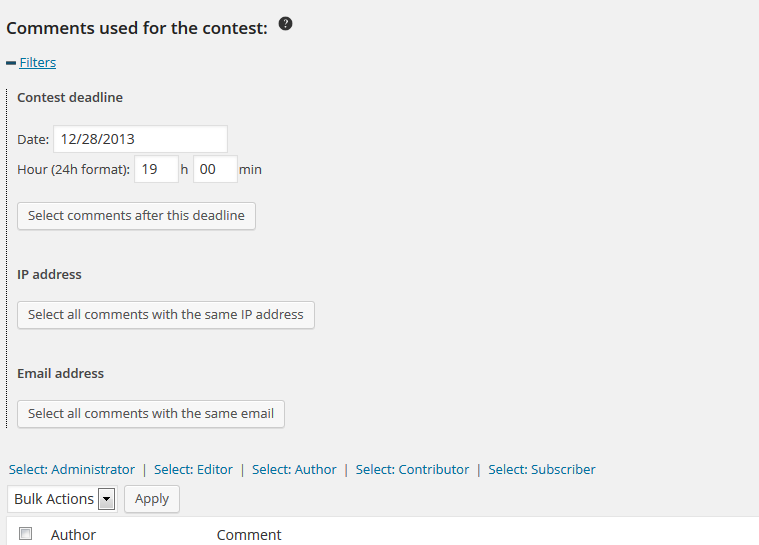 Comments used for the contest: ?
Filters
Contest deadline
Date: 12/28/2013
Hour (24h format): 19 h 00 min
Select comments after this deadline
IP address
Select all comments with the same IP address
Email address
Select all comments with the same email
Select: Administrator | Select: Editor | Select: Author | Select: Contributor | Select: Subscriber
Bulk Actions Apply
Author Comment